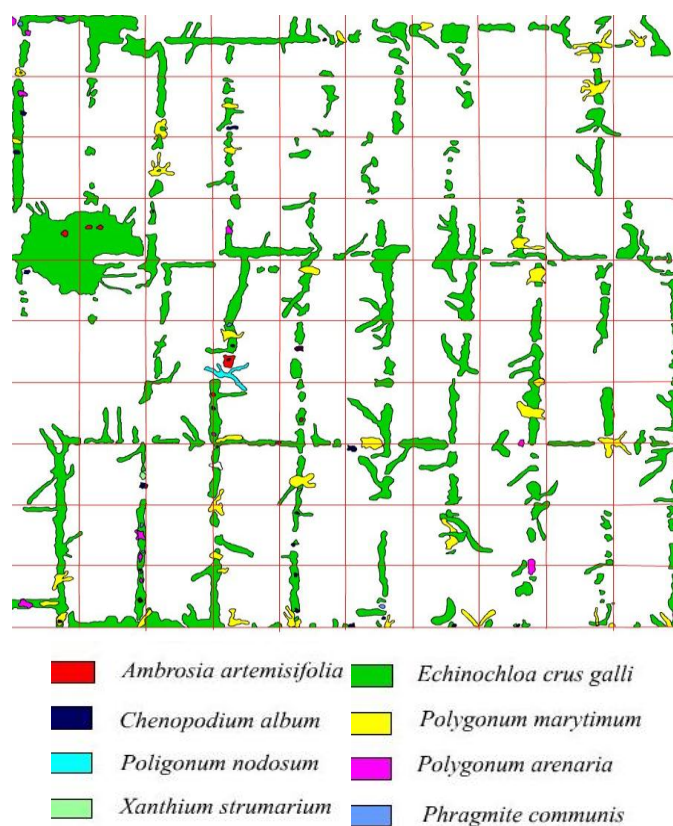 Ambrosia artemisifolia
Echinochloa crus galli
Chenopodium album
Polygonum marytimum
Poligonum nodosum
Polygonum arenaria
Xanthium strumarium
Phragmite communis